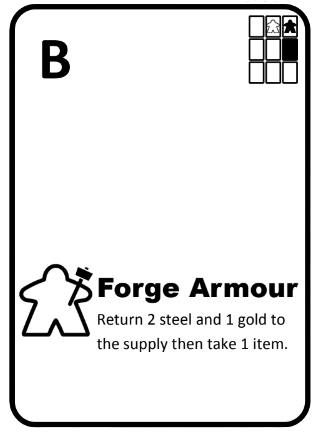 B
Forge Armour
Return 2 steel and 1 gold to
the supply then take 1 item.